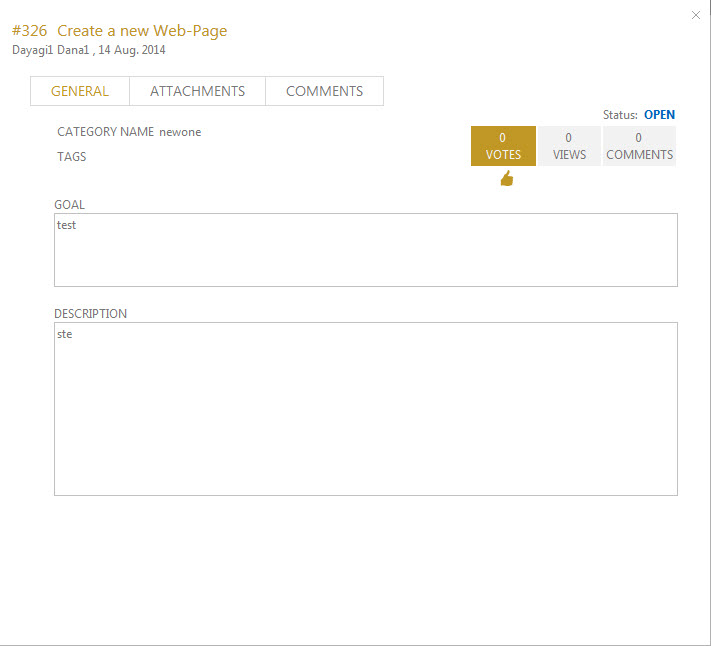 #326 Create a new Web-Page
Dayagi1 Dana1 , 14 Aug. 2014
GENERAL ATTACHMENTS COMMENTS
Status: OPEN
CATEGORY NAME newone
TAGS
0 VOTES
0 VIEWS
0 COMMENTS
GOAL
test
DESCRIPTION
ste